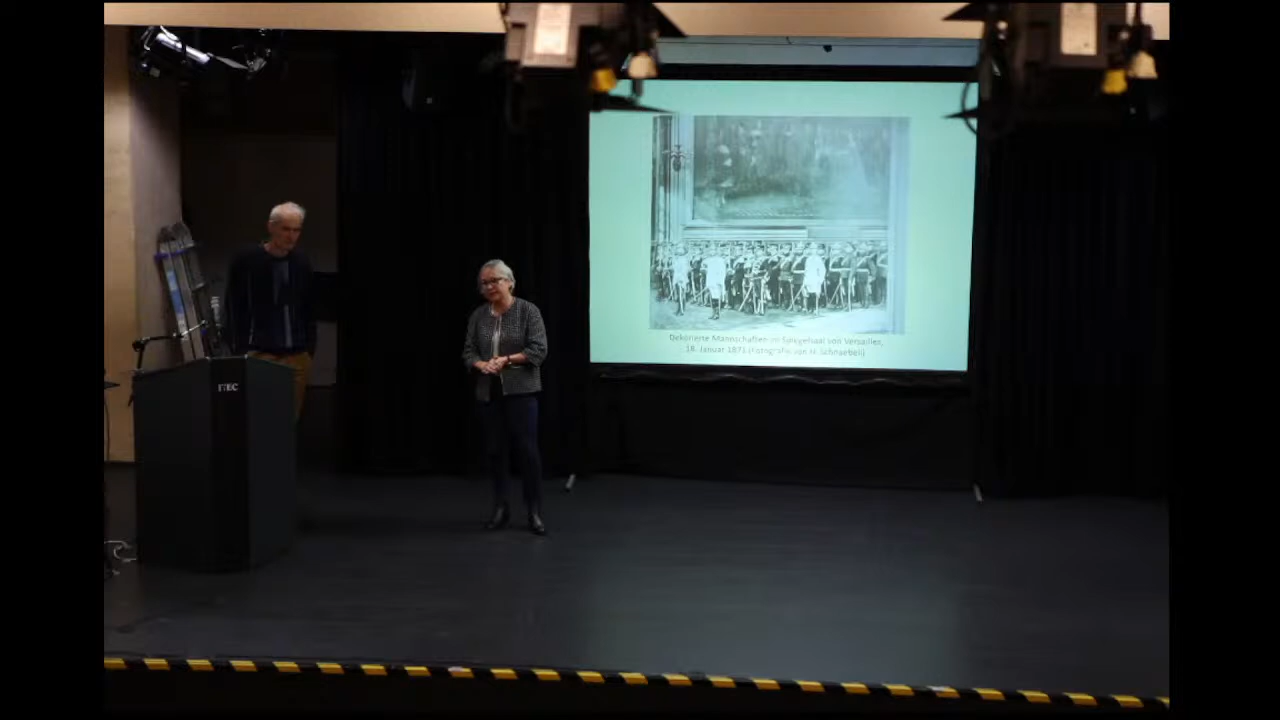 Dekorierte Mannschaften im Spiegelsaal von Versailles,
18. Januar 1871 (Fotografie von H. Schnaebeli)
ITEC